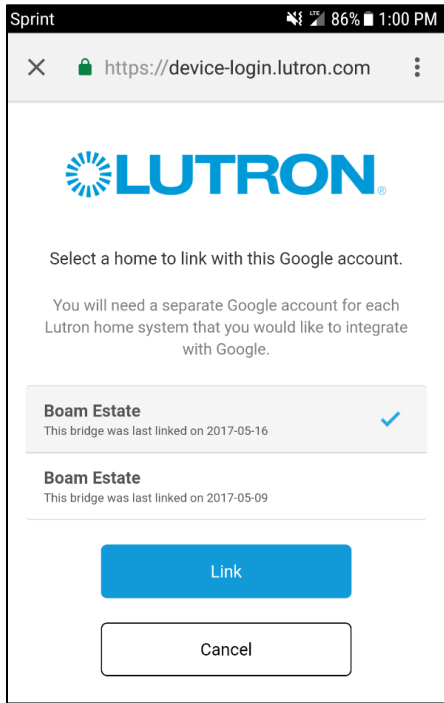 Sprint LTE 86% 1:00 PM
https://device-login.lutron.com
LUTRON®
Select a home to link with this Google account.
You will need a separate Google account for each
Lutron home system that you would like to integrate
with Google.
Boam Estate
This bridge was last linked on 2017-05-16
Boam Estate
This bridge was last linked on 2017-05-09
Link
Cancel